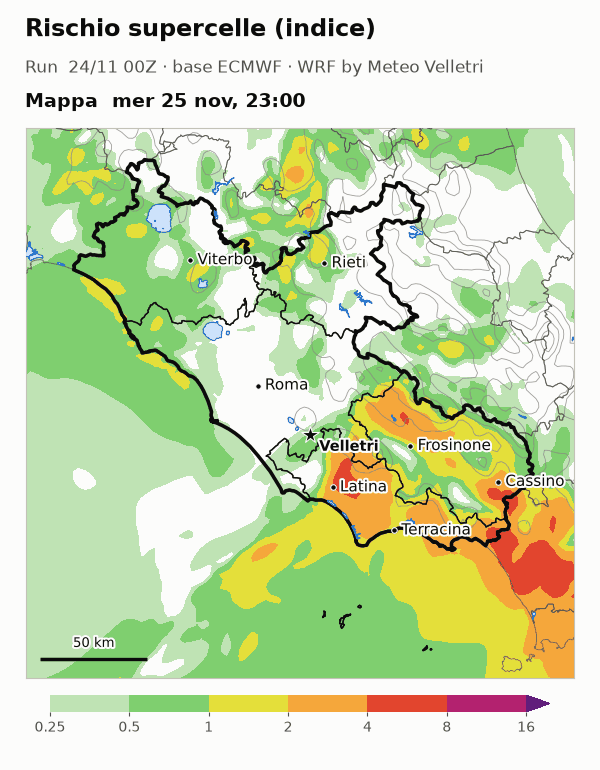 Rischio supercelle (indice)
Run  24/11 00Z · base ECMWF · WRF by Meteo Velletri
Mappa  mer 25 nov, 23:00
Viterbo
Rieti
Roma
Velletri
Frosinone
Latina
Cassino
Terracina
50 km
0.25 0.5 1 2 4 8 16